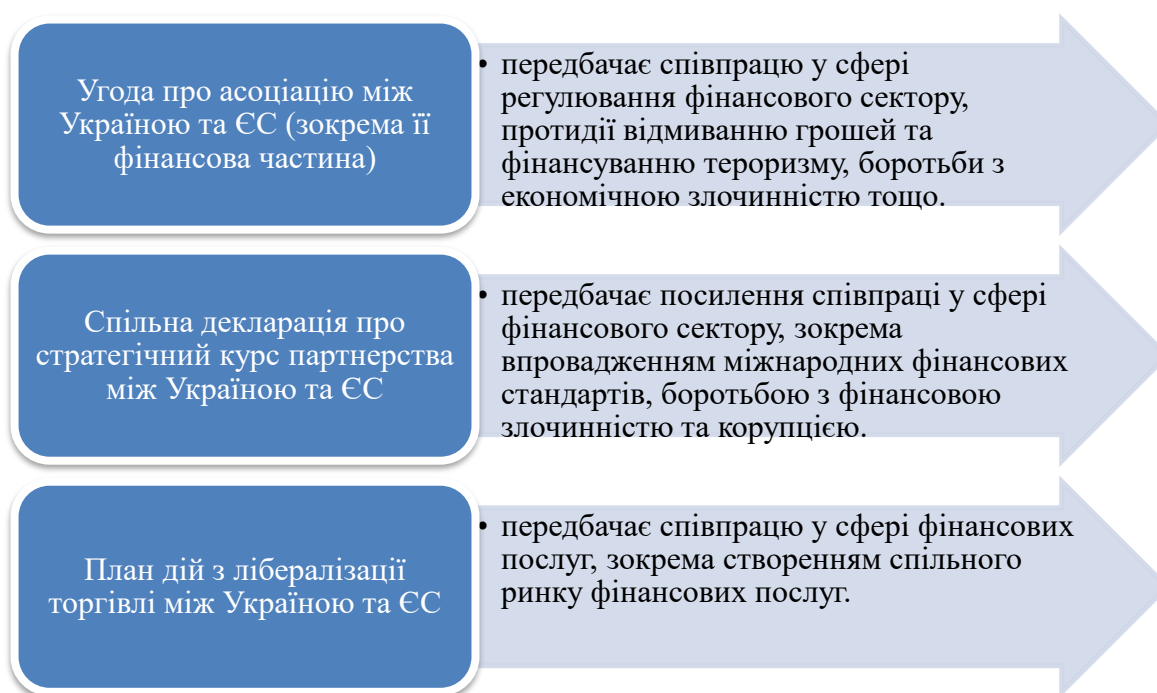 Угода про асоціацію між
Україною та ЄС (зокрема її
фінансова частина)
• передбачає співпрацю у сфері
регулювання фінансового сектору,
протидії відмиванню грошей та
фінансуванню тероризму, боротьби з
економічною злочинністю тощо.
Спільна декларація про
стратегічний курс партнерства
між Україною та ЄС
• передбачає посилення співпраці у сфері
фінансового сектору, зокрема
впровадженням міжнародних фінансових
стандартів, боротьбою з фінансовою
злочинністю та корупцією.
План дій з лібералізації
торгівлі між Україною та ЄС
• передбачає співпрацю у сфері фінансових
послуг, зокрема створенням спільного
ринку фінансових послуг.